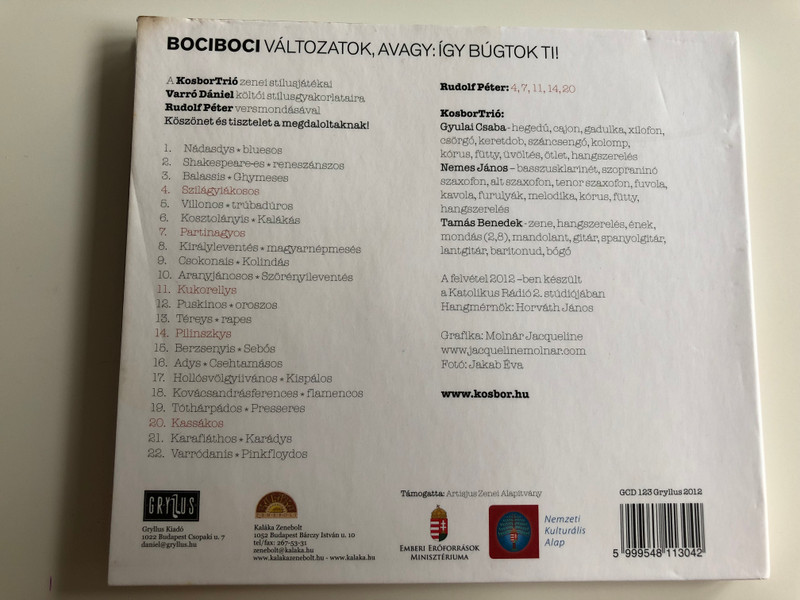 BOCIBOCI VÁLTOZATOK, AVAGY: ÍGY BÚGTOK TI!
A KosborTrió zenei stílusjátékai
Varró Dániel költői stílusgyakorlataira
Rudolf Péter versmondásával
Köszönet és tisztelet a megdaloltaknak!
1. Nádasdys * bluesos
2. Shakespeare-es * reneszánszos
3. Balassis * Ghymeses
4. Szilágyiákosos
5. Villonos * trúbadúros
6. Kosztolányis * Kalákás
7. Partinagyos
8. Királyleventés * magyarnépmesés
9. Csokonais * Kolindás
10. Aranyjánosos * Szörényileventés
11. Kukorellys
12. Puskinos * oroszos
13. Téreys * rapes
14. Pilinszkys
15. Berzsenyis * Sebős
16. Adys * Csehtamásos
17. Hollósvölgyiivános * Kispálos
18. Kovácsandrásferences * flamencos
19. Tóthárpádos * Presseres
20. Kassákos
21. Karafiáthos * Karádys
22. Varródanis * Pinkfloydos
Rudolf Péter: 4, 7, 11, 14, 20
KosborTrió:
Gyulai Csaba - hegedű, cajon, gadulka, xilofon,
csörgő, keretdob, száncsengő, kolomp,
kórus, fütty, üvöltés, ötlet, hangszerelés
Nemes János – basszusklarinét, szopraninó
szaxofon, alt szaxofon, tenor szaxofon, fuvola,
kavola, furulyák, melodika, kórus, fütty,
hangszerelés
Tamás Benedek - zene, hangszerelés, ének,
mondás (2,8), mandolant, gitár, spanyolgitár,
lantgitár, baritonud, bőgő
A felvétel 2012 -ben készült
a Katolikus Rádió 2. stúdiójában
Hangmérnök: Horváth János
Grafika: Molnár Jacqueline
www.jacquelinemolnar.com
Fotó: Jakab Éva
www.kosbor.hu
GRYLLUS
Gryllus Kiadó
1022 Budapest Csopaki u. 7
daniel@gryllus.hu
Kaláka Zenebolt
1052 Budapest Bárczy István u. 10
tel/fax: 267-53-31
zenebolt@kalaka.hu
www.kalakazenebolt.hu - www.kalaka.hu
Támogatta: Artisjus Zenei Alapítvány
EMBERI ERŐFORRÁSOK
MINISZTÉRIUMA
Nemzeti
Kulturális
Alap
GCD 123 Gryllus 2012
5 999548 113042